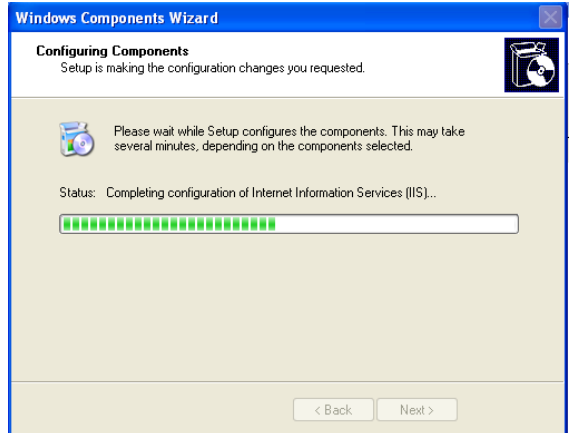 Windows Components Wizard
Configuring Components
Setup is making the configuration changes you requested.
Please wait while Setup configures the components. This may take
several minutes, depending on the components selected.
Status: Completing configuration of Internet Information Services (IIS)...
< Back Next >